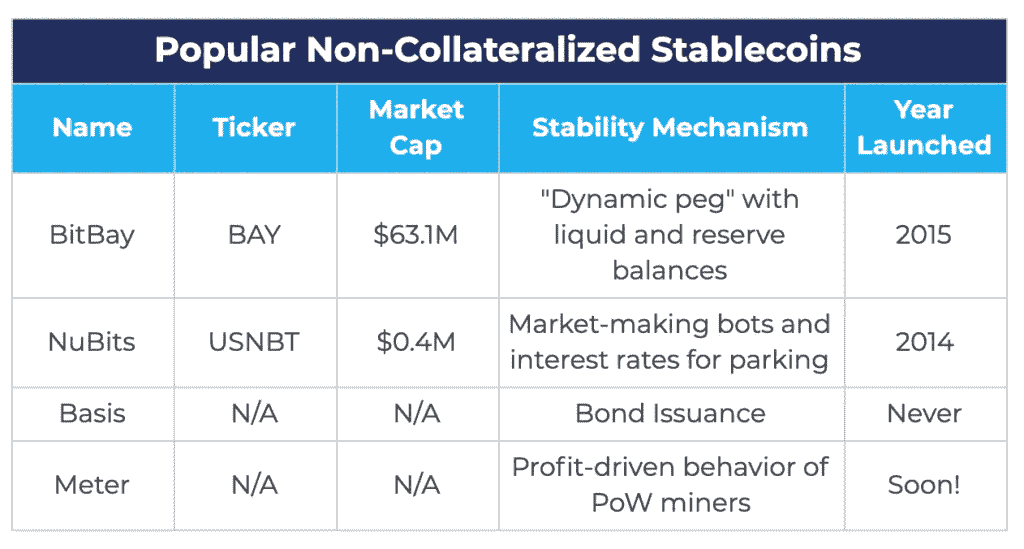 Popular Non-Collateralized Stablecoins
Name Ticker Market Cap Stability Mechanism Year Launched
BitBay BAY $63.1M "Dynamic peg" with liquid and reserve balances 2015
NuBits USNBT $0.4M Market-making bots and interest rates for parking 2014
Basis N/A N/A Bond Issuance Never
Meter N/A N/A Profit-driven behavior of PoW miners Soon!